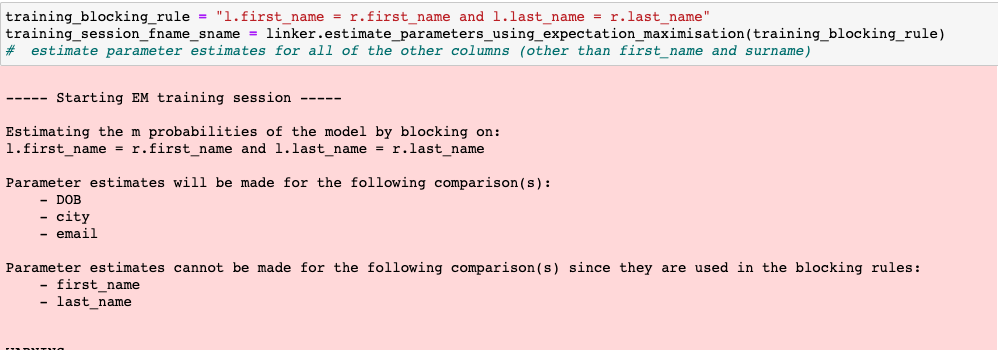 training_blocking_rule = "l.first_name = r.first_name and l.last_name = r.last_name"
training_session_fname_sname = linker.estimate_parameters_using_expectation_maximisation(training_blocking_rule)
#  estimate parameter estimates for all of the other columns (other than first_name and surname)
----- Starting EM training session -----
Estimating the m probabilities of the model by blocking on:
l.first_name = r.first_name and l.last_name = r.last_name
Parameter estimates will be made for the following comparison(s):
    - DOB
    - city
    - email
Parameter estimates cannot be made for the following comparison(s) since they are used in the blocking rules:
    - first_name
    - last_name